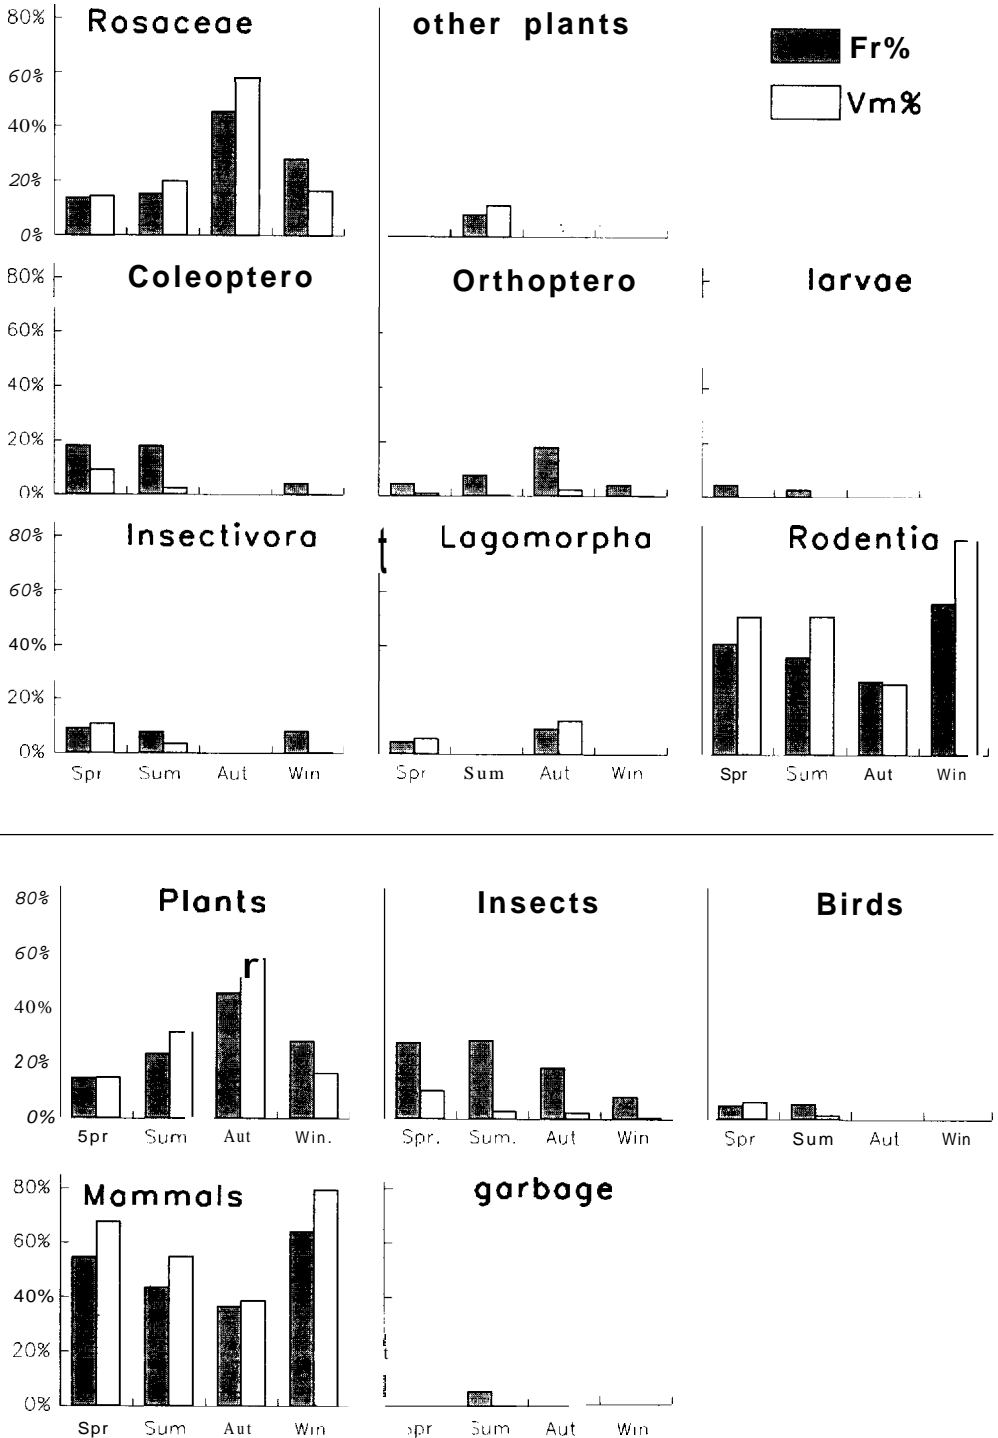 80% Rosaceae other plants
Fr%
60%
Vm%
40%
20%
0%
80% Coleoptero Orthoptero larvae
60%
40%
20%
0%
80% Insectivora t Lagomorpha Rodentia
60%
40%
20%
0%
Spr Sum Aut Win Spr Sum Aut Win Spr Sum Aut Win
80% Plants Insects Birds
60% r
40%
20%
0%
5pr Sum Aut Win. Spr. Sum. Aut Win Spr Sum Aut Win
80% Mammals garbage
60%
40%
20% t
0%
Spr Sum Aut Win pr Sum Aut Win